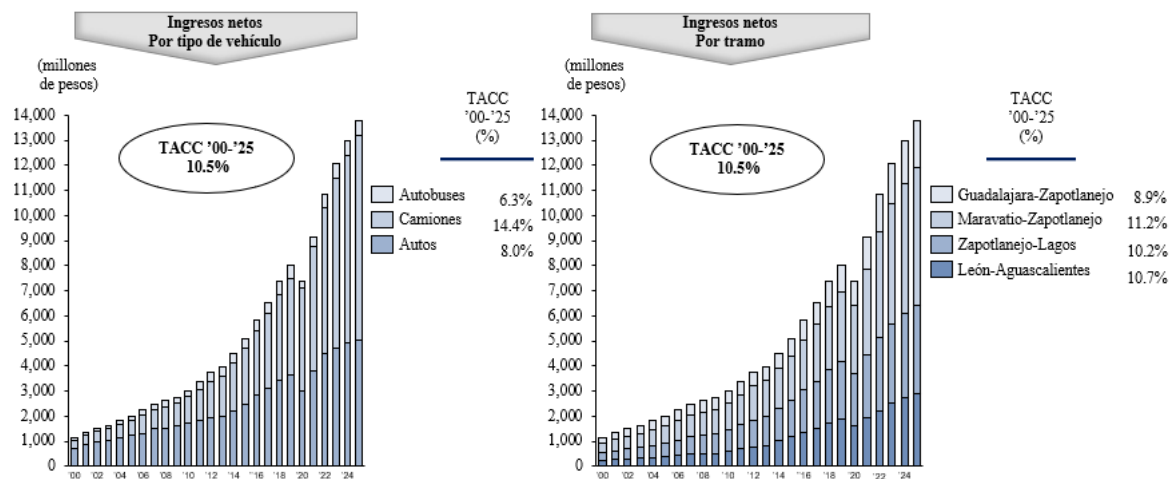 Ingresos netos
Por tipo de vehículo
(millones
de pesos)
14,000
13,000
12,000
11,000
10,000
9,000
8,000
7,000
6,000
5,000
4,000
3,000
2,000
1,000
0
TACC ’00-’25
10.5%
TACC
’00-’25
(%)
Autobuses 6.3%
Camiones 14.4%
Autos 8.0%
'00 '02 '04 '06 '08 '10 '12 '14 '16 '18 '20 '22 '24
Ingresos netos
Por tramo
(millones
de pesos)
14,000
13,000
12,000
11,000
10,000
9,000
8,000
7,000
6,000
5,000
4,000
3,000
2,000
1,000
0
TACC ’00-’25
10.5%
TACC
’00-’25
(%)
Guadalajara-Zapotlanejo 8.9%
Maravatio-Zapotlanejo 11.2%
Zapotlanejo-Lagos 10.2%
León-Aguascalientes 10.7%
'00 '02 '04 '06 '08 '10 '12 '14 '16 '18 '20 '22 '24